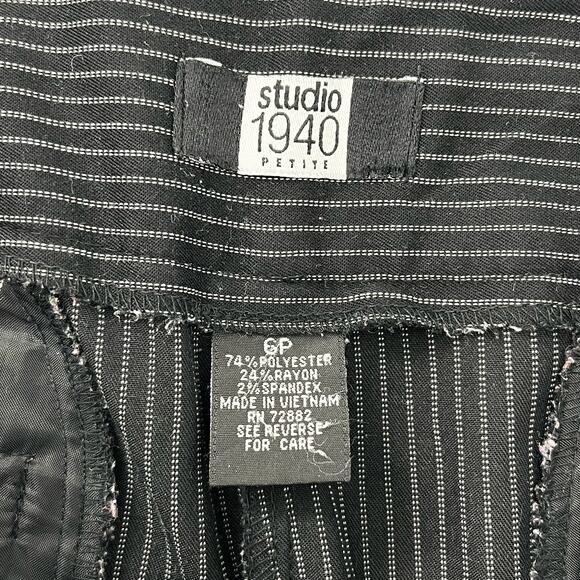 studio
1940
PETITE
6P
74%POLYESTER
24%RAYON
2%SPANDEX
MADE IN VIETNAM
RN 72882
SEE REVERSE
FOR CARE